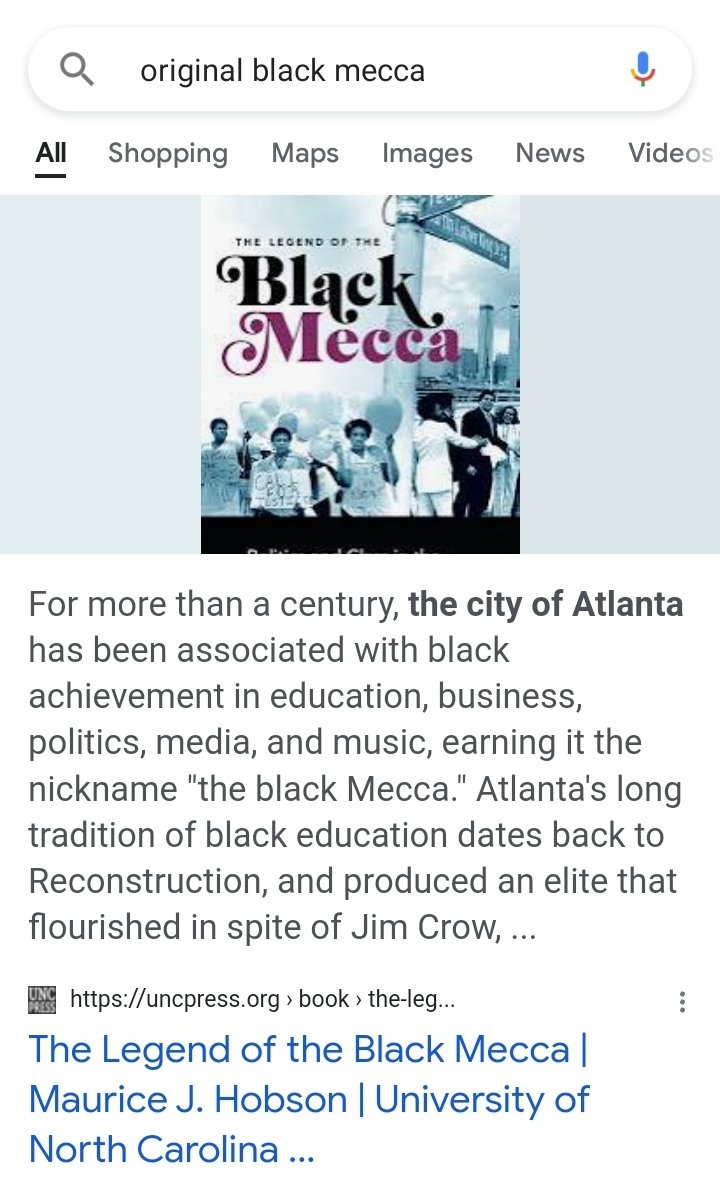 original black mecca
All Shopping Maps Images News Videos
THE LEGEND OF THE
Black
Mecca
For more than a century, the city of Atlanta
has been associated with black
achievement in education, business,
politics, media, and music, earning it the
nickname "the black Mecca." Atlanta's long
tradition of black education dates back to
Reconstruction, and produced an elite that
flourished in spite of Jim Crow, ...
UNC
PRESS
https://uncpress.org › book › the-leg...
The Legend of the Black Mecca |
Maurice J. Hobson | University of
North Carolina ...